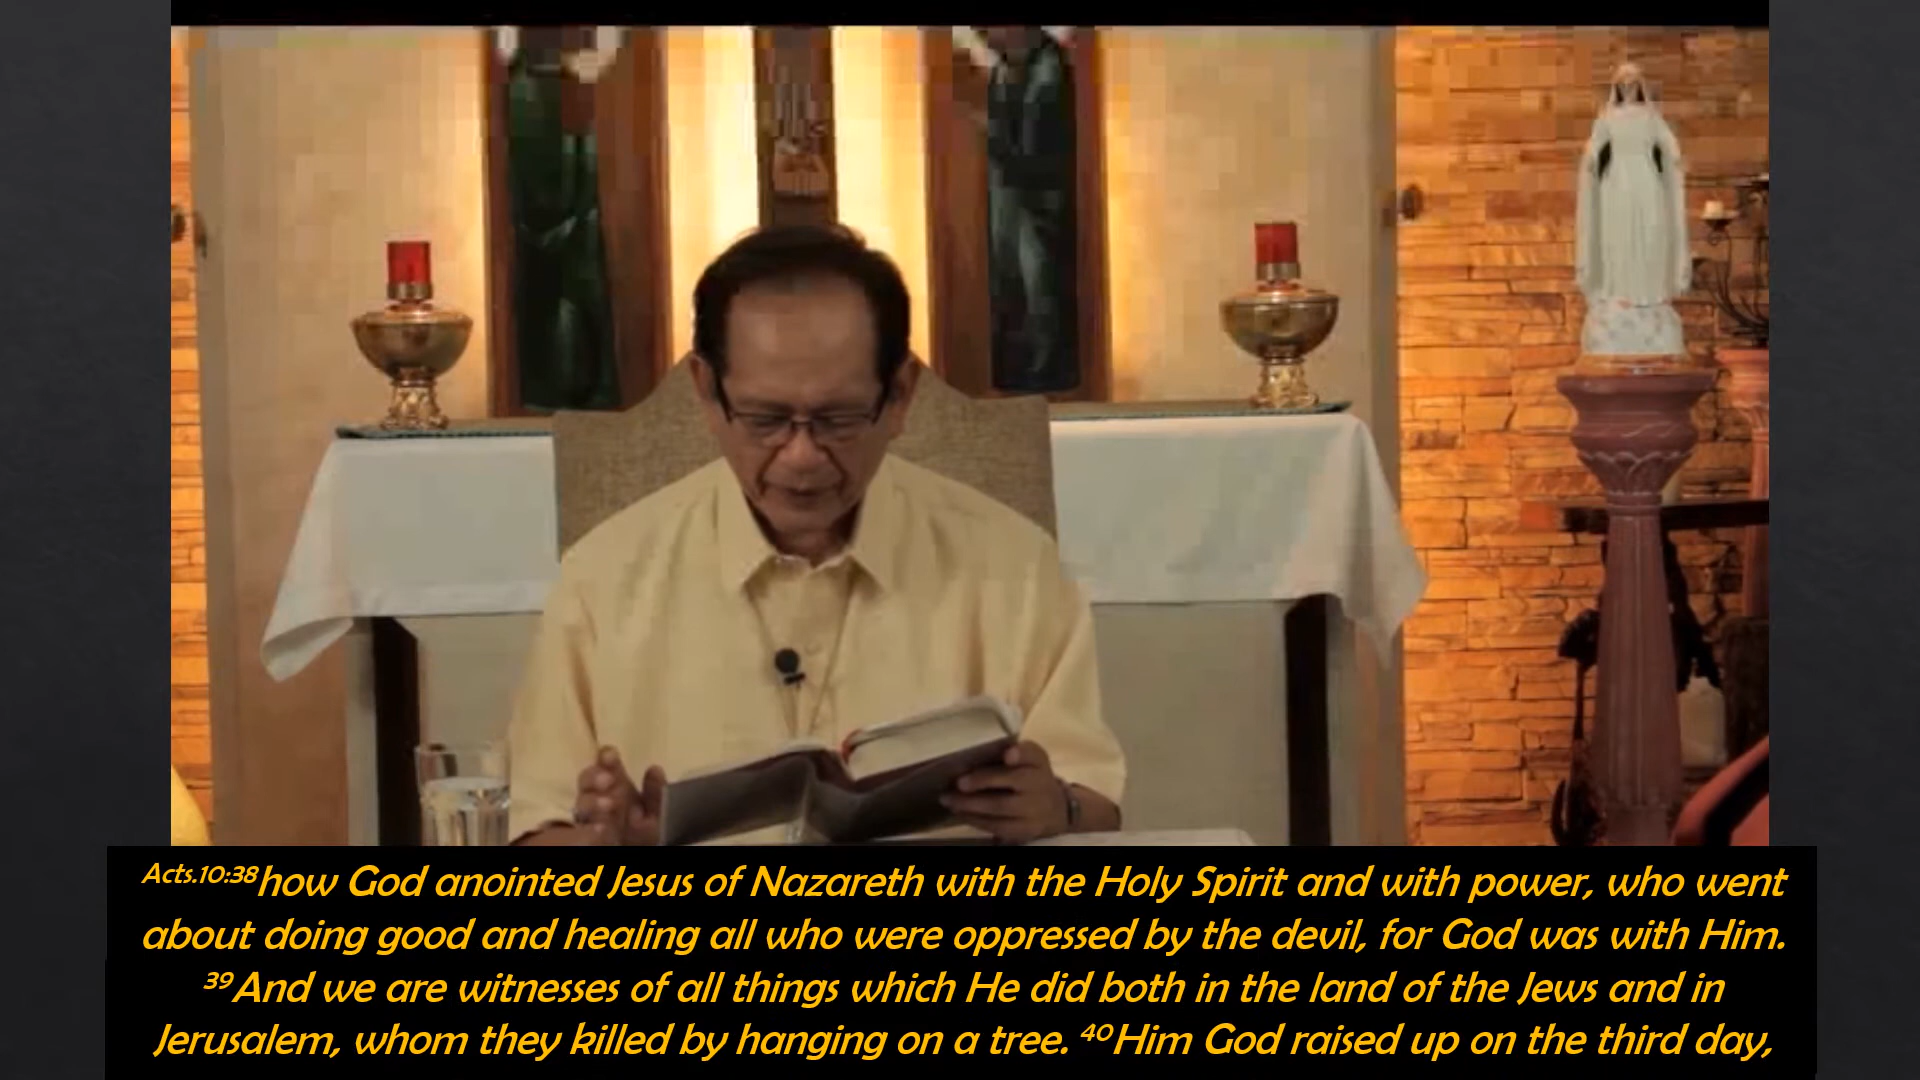 Acts.10:38how God anointed Jesus of Nazareth with the Holy Spirit and with power, who went
about doing good and healing all who were oppressed by the devil, for God was with Him.
39And we are witnesses of all things which He did both in the land of the Jews and in
Jerusalem, whom they killed by hanging on a tree. 40Him God raised up on the third day,